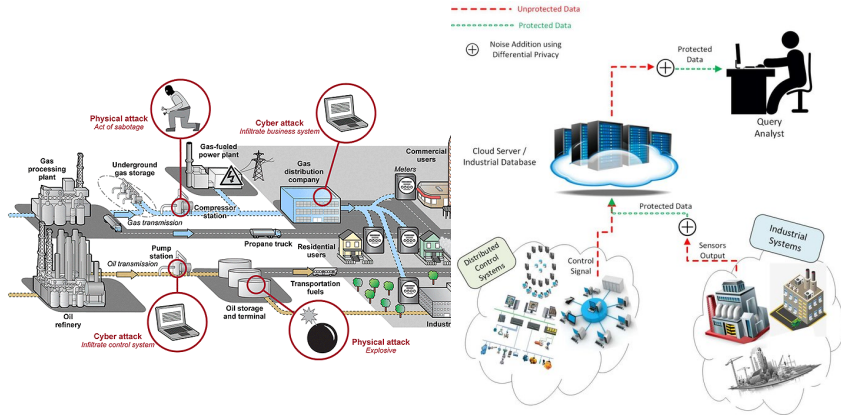 Physical attack
Act of sabotage
Cyber attack
Infiltrate business system
Gas-fueled
power plant
Gas
processing
plant
Underground
gas storage
Gas
distribution
company
Commercial
users
Meters
Compressor
station
Gas transmission
Propane truck
Residential
users
Pump
station
Oil transmission
Transportation
fuels
Oil
refinery
Oil storage
and terminal
Industrial
Cyber attack
Infiltrate control system
Physical attack
Explosive
Unprotected Data
Protected Data
Noise Addition using
Differential Privacy
Protected
Data
Query
Analyst
Cloud Server /
Industrial Database
Protected Data
Distributed
Control
Systems
Control
Signal
Sensors
Output
Industrial
Systems